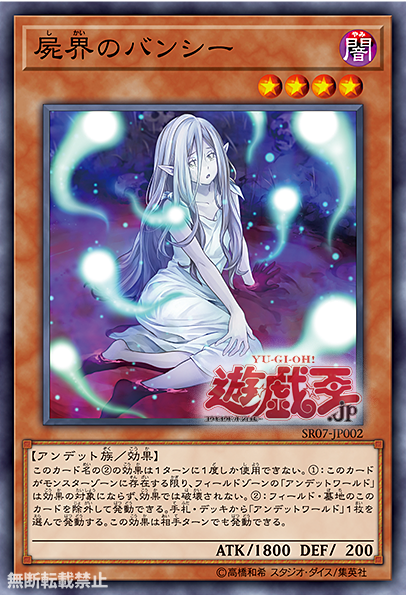 屍界のバンシー
闇
YU-GI-OH!
遊戯王
.JP
SR07-JP002
【アンデット族／効果】
このカード名の②の効果は1ターンに1度しか使用できない。①：このカード
がモンスターゾーンに存在する限り、フィールドゾーンの「アンデットワールド」
は効果の対象にならず、効果では破壊されない。②：フィールド・墓地のこの
カードを除外して発動できる。手札・デッキから「アンデットワールド」1枚を
選んで発動する。この効果は相手ターンでも発動できる。
ATK/1800 DEF/ 200
無断転載禁止
©高橋和希 スタジオ・ダイス/集英社